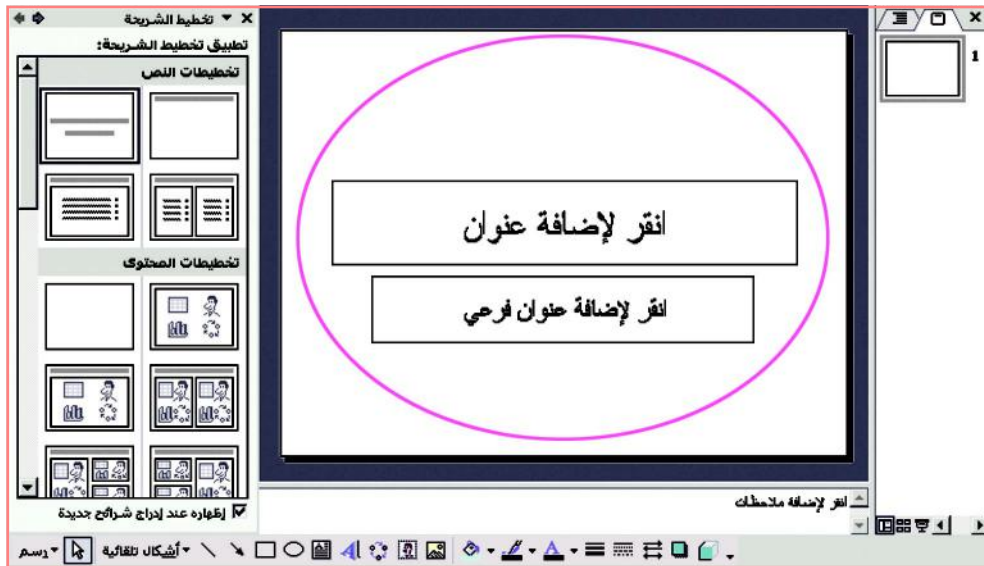 تخطيط الشريحة
تطبيق تخطيط الشريحة:
تخطيطات النص
تخطيطات المحتوى
إظهاره عند إدراج شرائح جديدة
1
انقر لإضافة عنوان
انقر لإضافة عنوان فرعي
انقر لإضافة ملاحظات
رسم
أشكال تلقائية